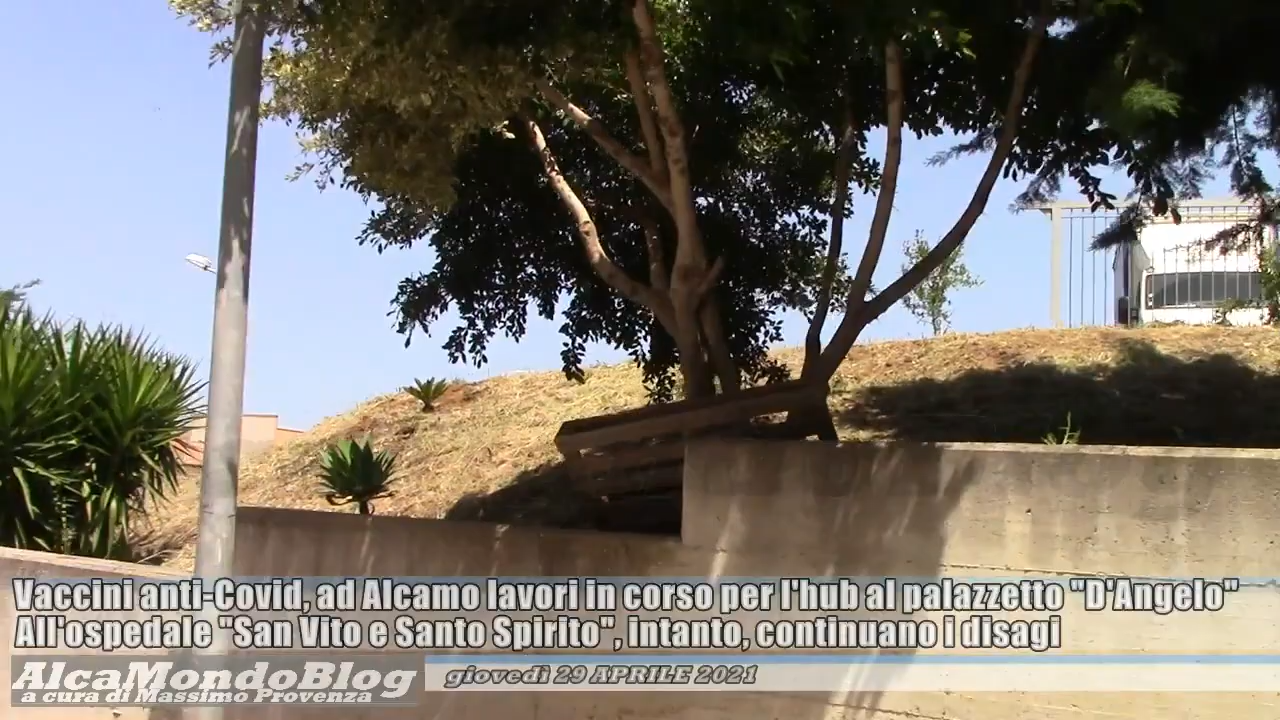 Vaccini anti-Covid, ad Alcamo lavori in corso per l'hub al palazzetto "D'Angelo"
All'ospedale "San Vito e Santo Spirito", intanto, continuano i disagi
AlcaMondoBlog
a cura di Massimo Provenza
giovedì 29 APRILE 2021